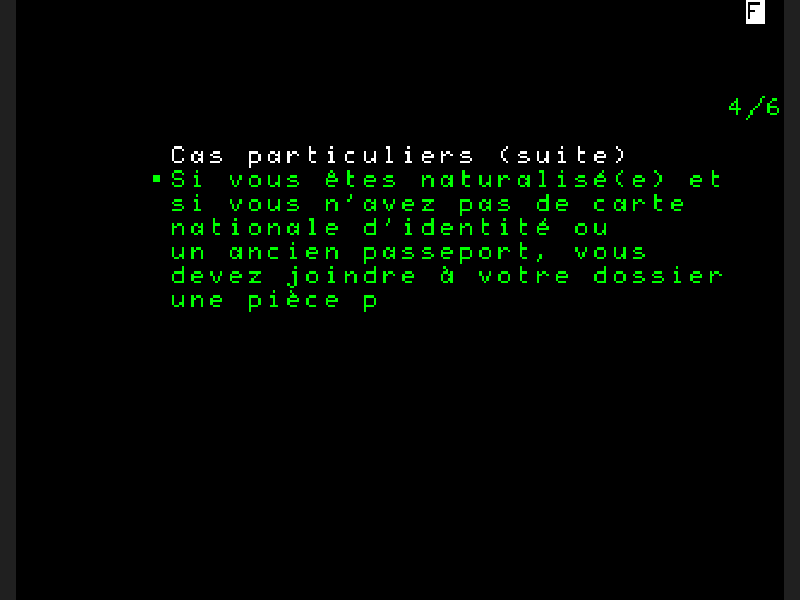 F
4/6
Cas particuliers (suite)
▪Si vous êtes naturalisé(e) et
si vous n'avez pas de carte
nationale d'identité ou
un ancien passeport, vous
devez joindre à votre dossier
une pièce p